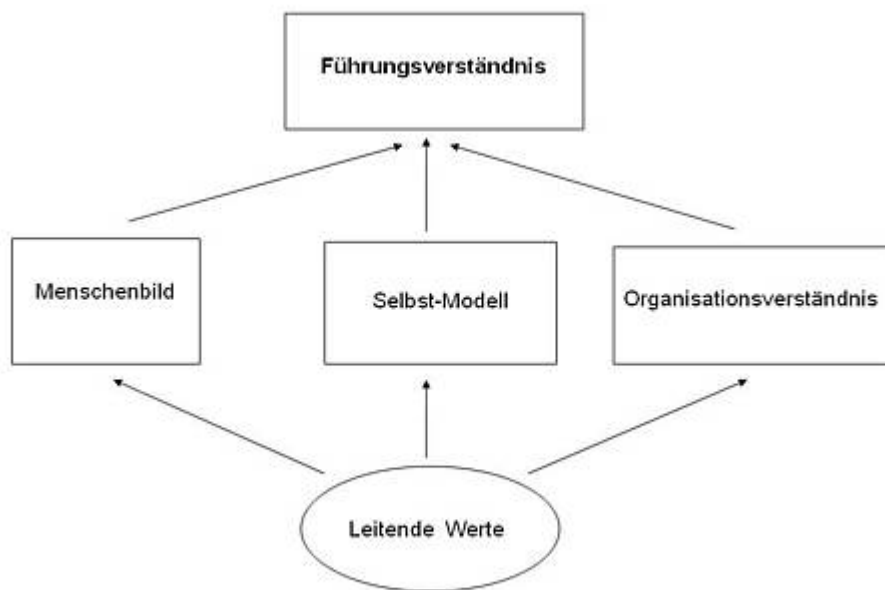 Führungsverständnis
Menschenbild
Selbst-Modell
Organisationsverständnis
Leitende Werte